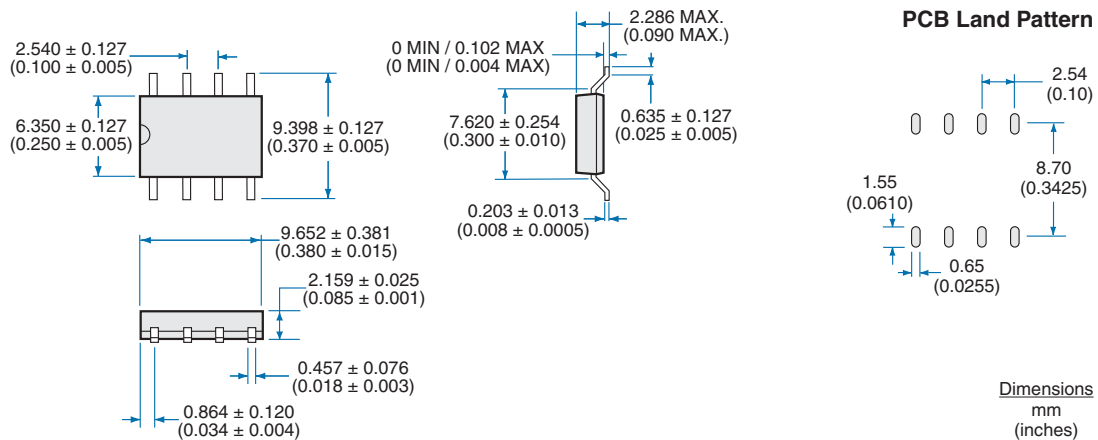 2.540 ± 0.127
(0.100 ± 0.005)
6.350 ± 0.127
(0.250 ± 0.005)
9.398 ± 0.127
(0.370 ± 0.005)
9.652 ± 0.381
(0.380 ± 0.015)
2.159 ± 0.025
(0.085 ± 0.001)
0.457 ± 0.076
(0.018 ± 0.003)
0.864 ± 0.120
(0.034 ± 0.004)
2.286 MAX.
(0.090 MAX.)
0 MIN / 0.102 MAX
(0 MIN / 0.004 MAX)
0.635 ± 0.127
(0.025 ± 0.005)
7.620 ± 0.254
(0.300 ± 0.010)
0.203 ± 0.013
(0.008 ± 0.0005)
PCB Land Pattern
2.54
(0.10)
8.70
(0.3425)
1.55
(0.0610)
0.65
(0.0255)
Dimensions
mm
(inches)